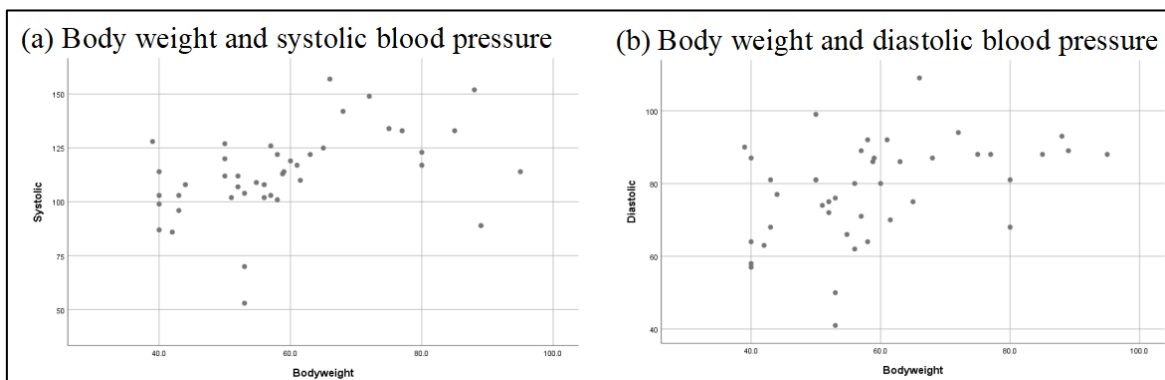 (a) Body weight and systolic blood pressure
150
125
100
75
50
Systolic
40.0 60.0 80.0 100.0
Bodyweight
(b) Body weight and diastolic blood pressure
100
80
60
40
Diastolic
40.0 60.0 80.0 100.0
Bodyweight